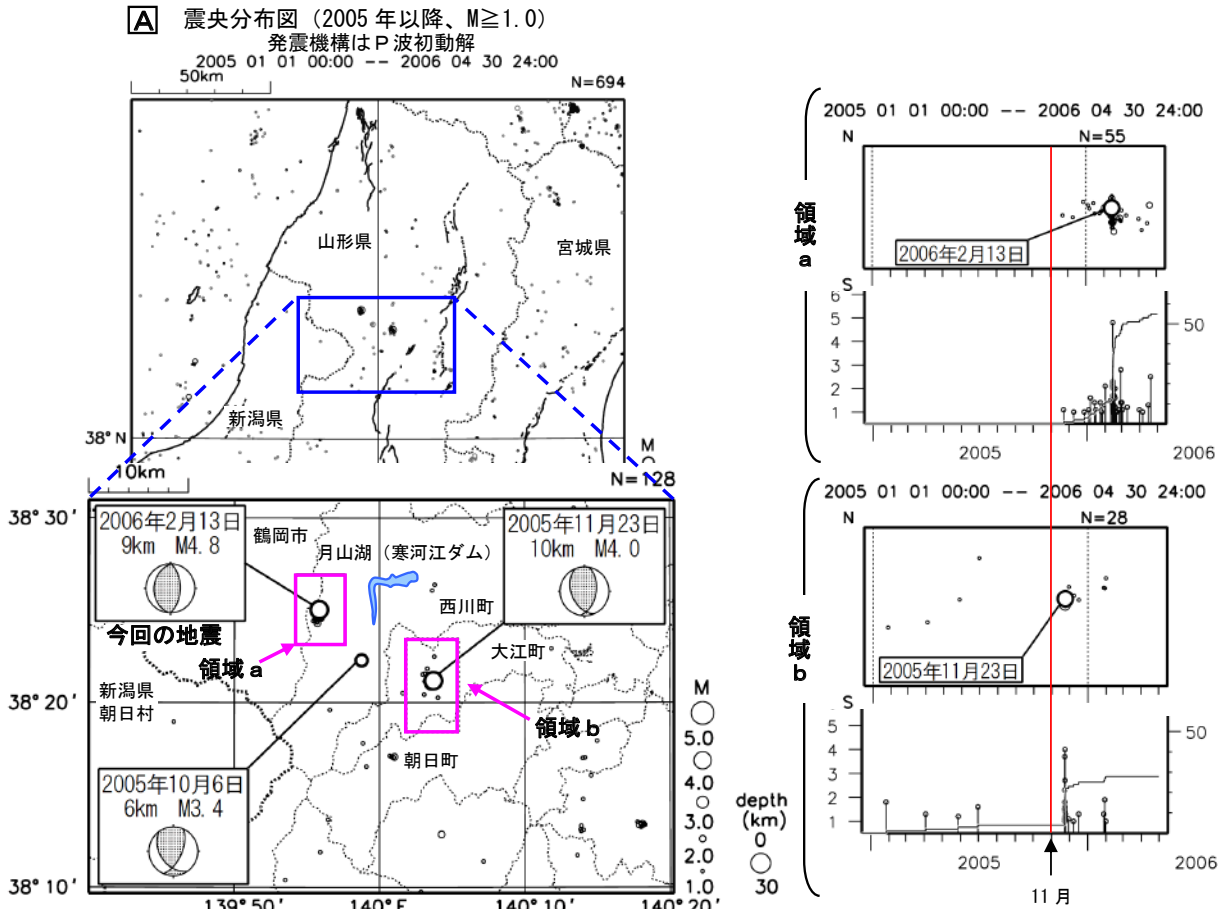 A 震央分布図（2005 年以降、M≧1.0）
発震機構はＰ波初動解
2005 01 01 00:00 -- 2006 04 30 24:00
50km
N=694
山形県
宮城県
新潟県
38°N
M
10km
N=128
38°30′
38°20′
38°10′
2006年2月13日
9km M4.8
今回の地震
鶴岡市
月山湖（寒河江ダム）
2005年11月23日
10km M4.0
西川町
大江町
領域ａ
領域ｂ
新潟県
朝日村
朝日町
2005年10月6日
6km M3.4
139°50′
140°E
140°10′
140°20′
M
5.0
4.0
3.0
2.0
1.0
depth
(km)
0
30
領域ａ
2005 01 01 00:00 -- 2006 04 30 24:00
N
N=55
2006年2月13日
S
6
5
4
3
2
1
50
2005
2006
領域ｂ
2005 01 01 00:00 -- 2006 04 30 24:00
N
N=28
2005年11月23日
S
5
4
3
2
1
50
2005
2006
11 月